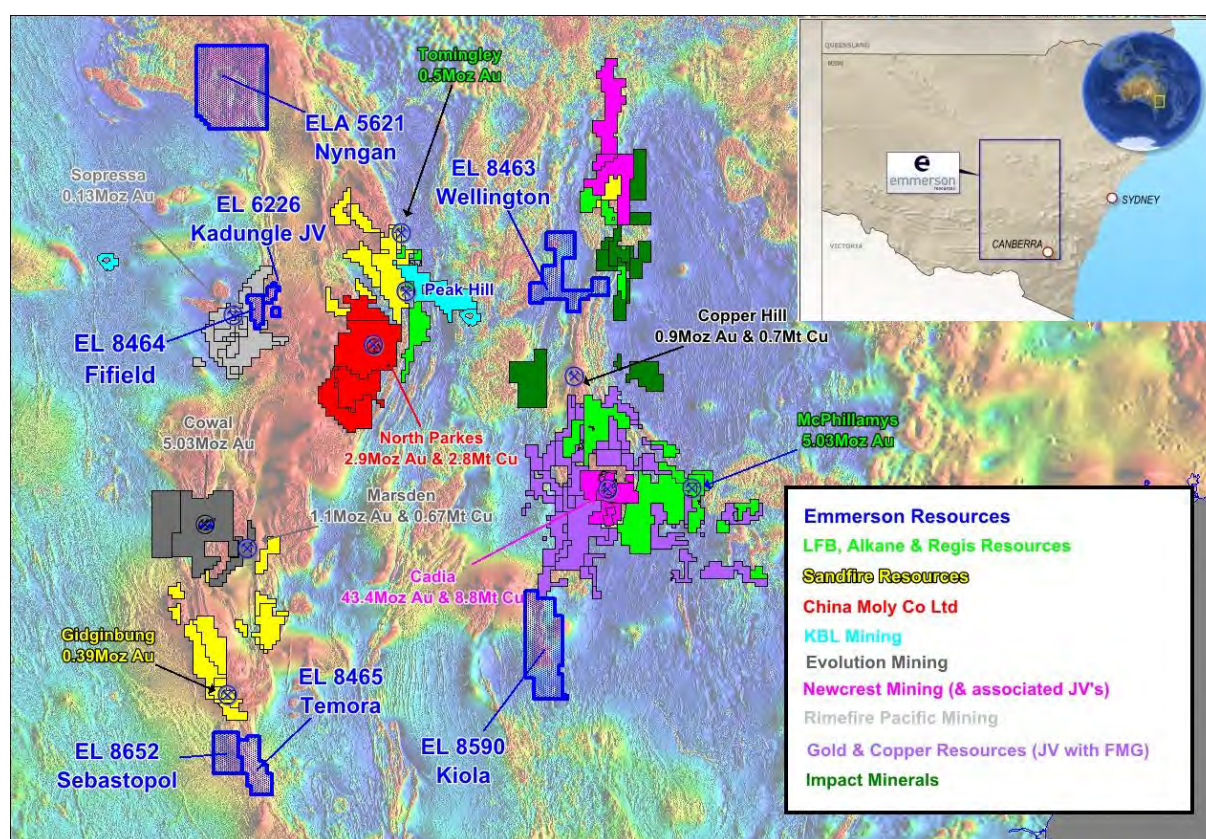 Tomingley
0.5Moz Au
ELA 5621
Nyngan
Sopressa
0.13Moz Au
EL 6226
Kadungle JV
EL 8463
Wellington
Peak Hill
EL 8464
Fifield
Copper Hill
0.9Moz Au & 0.7Mt Cu
Cowal
5.03Moz Au
North Parkes
2.9Moz Au & 2.8Mt Cu
McPhillamys
5.03Moz Au
Marsden
1.1Moz Au & 0.67Mt Cu
Cadia
43.4Moz Au & 8.8Mt Cu
Gidginbung
0.39Moz Au
EL 8465
Temora
EL 8652
Sebastopol
EL 8590
Kiola
QUEENSLAND
NSW
e
emmerson
resources
SYDNEY
CANBERRA
VICTORIA
Emmerson Resources
LFB, Alkane & Regis Resources
Sandfire Resources
China Moly Co Ltd
KBL Mining
Evolution Mining
Newcrest Mining (& associated JV's)
Rimefire Pacific Mining
Gold & Copper Resources (JV with FMG)
Impact Minerals